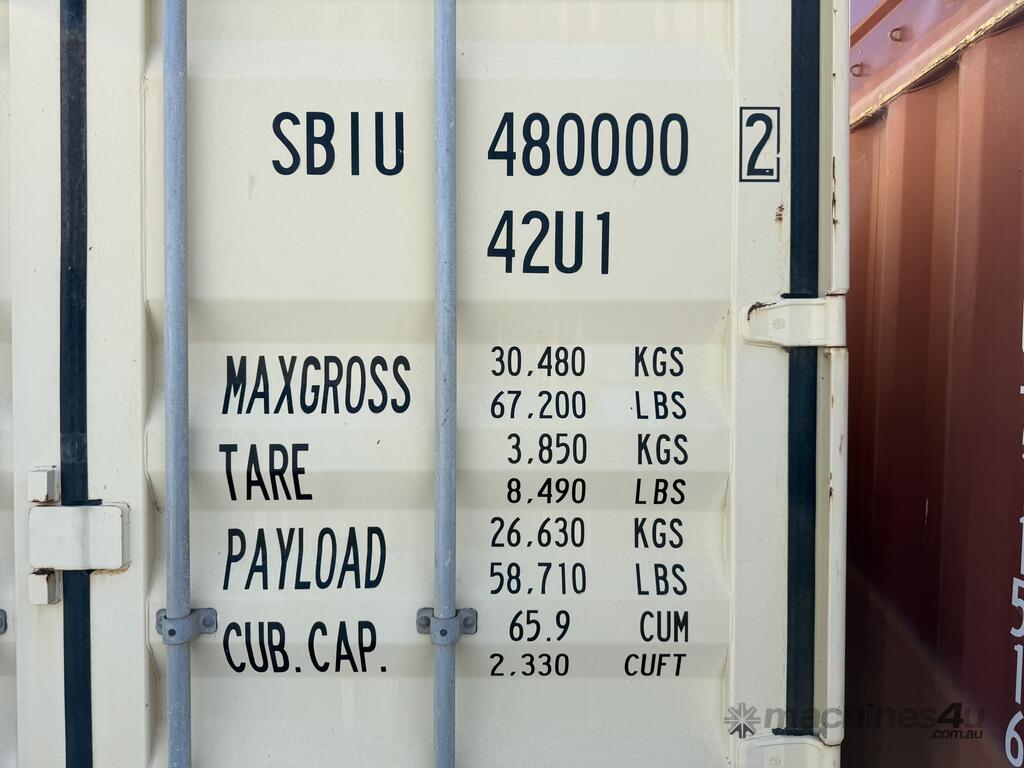 SBIU 480000 2
42U1
MAXGROSS 30,480 KGS
67,200 LBS
TARE 3,850 KGS
8,490 LBS
PAYLOAD 26,630 KGS
58,710 LBS
CUB.CAP. 65.9 CUM
2,330 CUFT
516
machines4u
.com.au